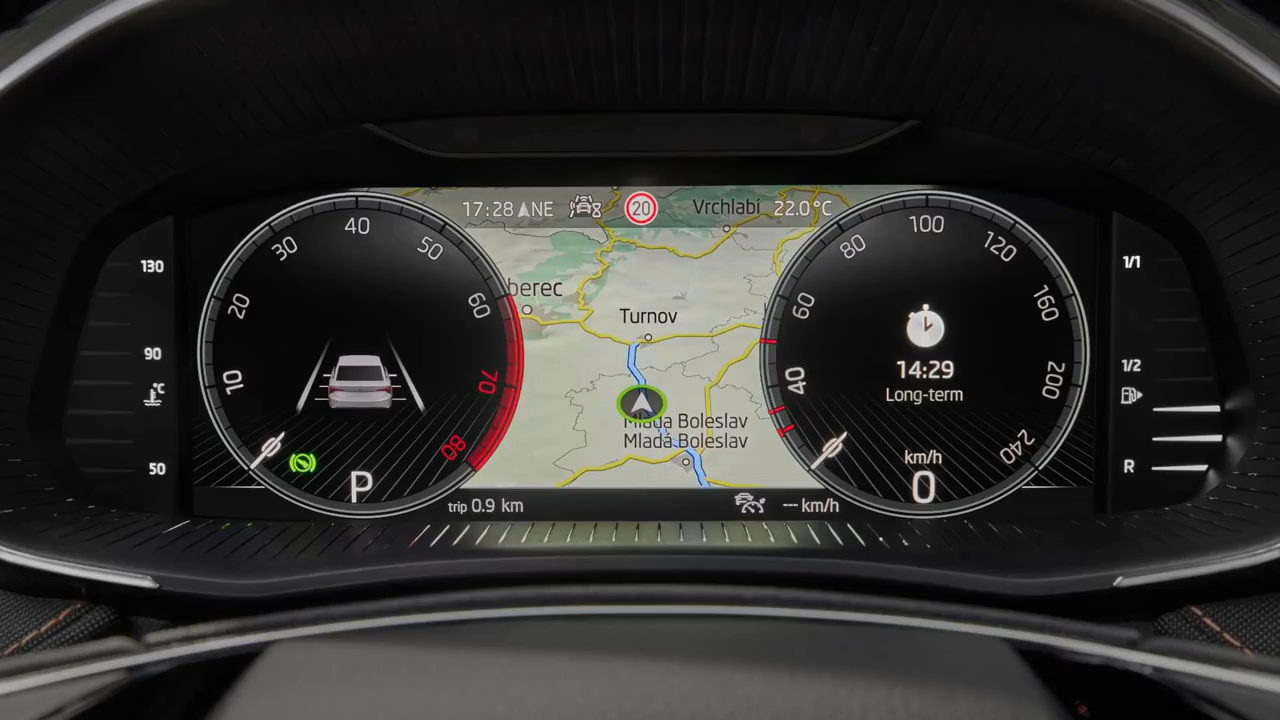 17:28 NE
20
Vrchlabí 22.0°C
130
90
°C
50
10
20
30
40
50
60
70
80
P
berec
Turnov
Mladá Boleslav
Mladá Boleslav
trip 0.9 km
--- km/h
40
60
80
100
120
160
200
240
14:29
Long-term
km/h
0
1/1
1/2
R